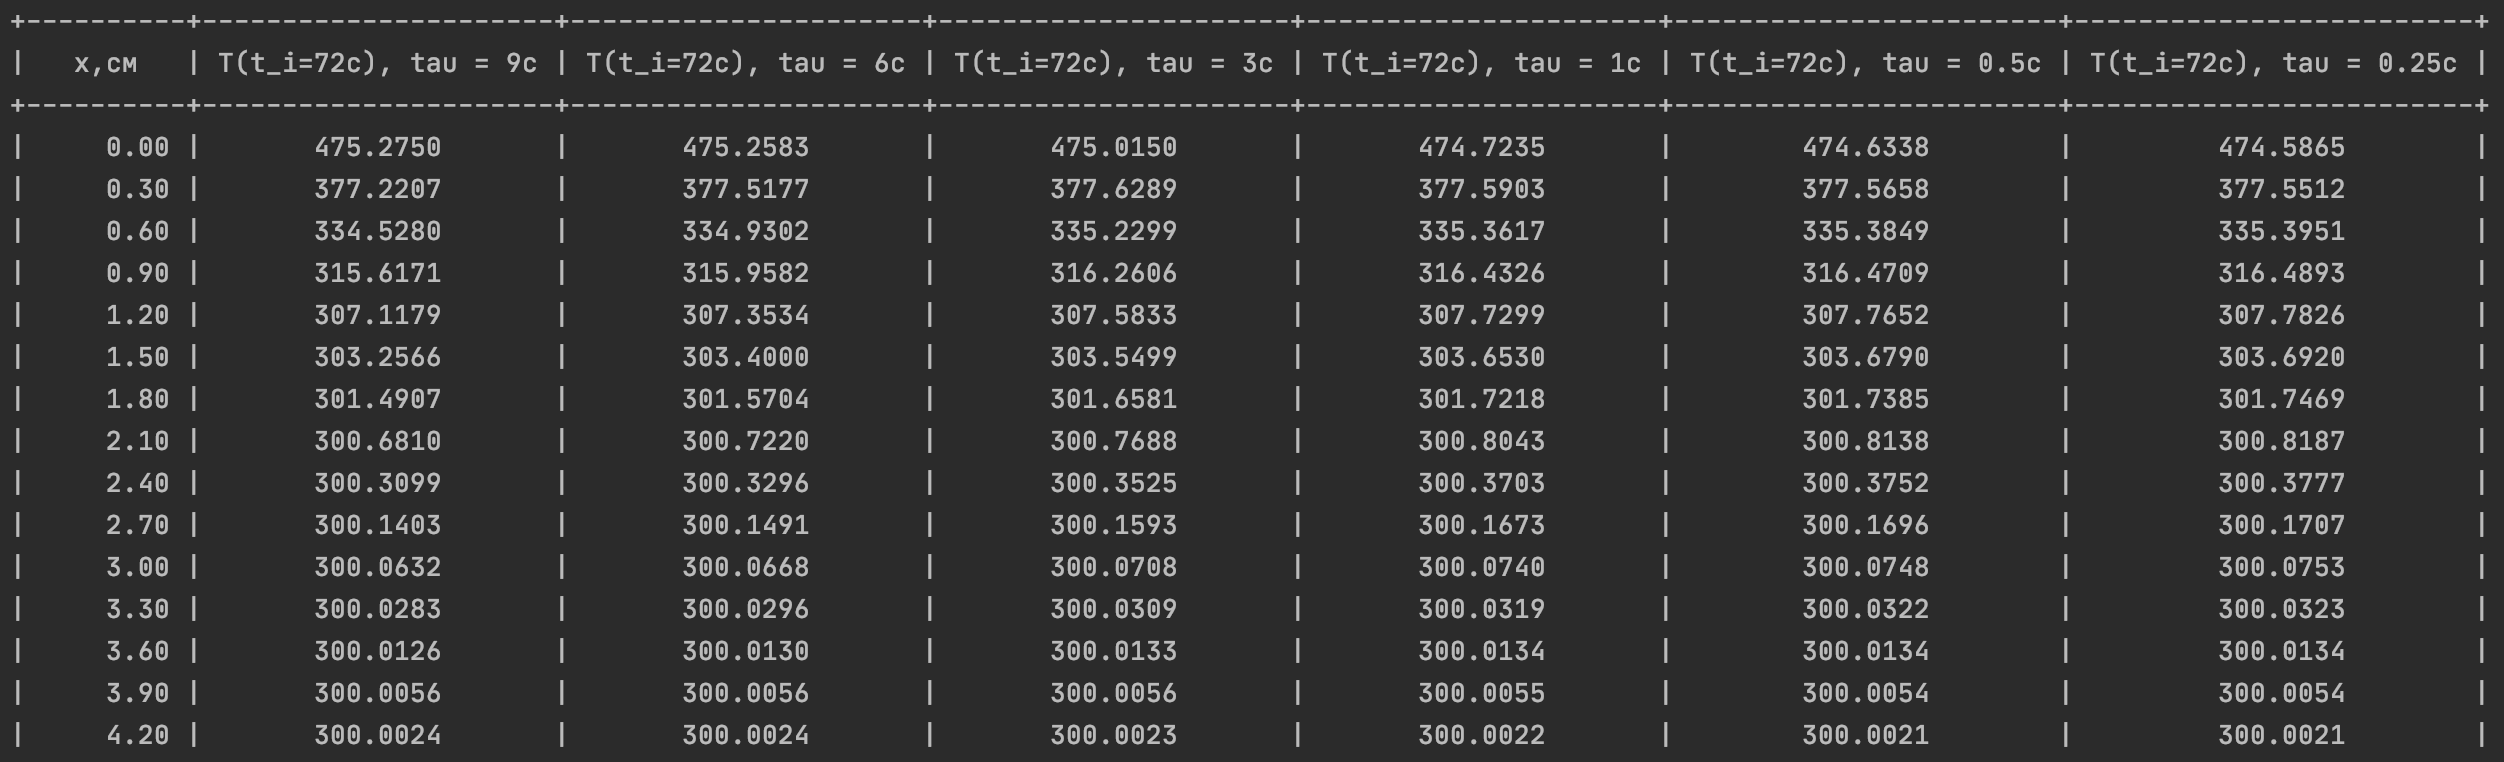 +----------+----------------------+----------------------+----------------------+----------------------+------------------------+-------------------------+
| x,см | T(t_i=72c), tau = 9c | T(t_i=72c), tau = 6c | T(t_i=72c), tau = 3c | T(t_i=72c), tau = 1c | T(t_i=72c), tau = 0.5c | T(t_i=72c), tau = 0.25c |
+----------+----------------------+----------------------+----------------------+----------------------+------------------------+-------------------------+
| 0.00 | 475.2750 | 475.2583 | 475.0150 | 474.7235 | 474.6338 | 474.5865 |
| 0.30 | 377.2207 | 377.5177 | 377.6289 | 377.5903 | 377.5658 | 377.5512 |
| 0.60 | 334.5280 | 334.9302 | 335.2299 | 335.3617 | 335.3849 | 335.3951 |
| 0.90 | 315.6171 | 315.9582 | 316.2606 | 316.4326 | 316.4709 | 316.4893 |
| 1.20 | 307.1179 | 307.3534 | 307.5833 | 307.7299 | 307.7652 | 307.7826 |
| 1.50 | 303.2566 | 303.4000 | 303.5499 | 303.6530 | 303.6790 | 303.6920 |
| 1.80 | 301.4907 | 301.5704 | 301.6581 | 301.7218 | 301.7385 | 301.7469 |
| 2.10 | 300.6810 | 300.7220 | 300.7688 | 300.8043 | 300.8138 | 300.8187 |
| 2.40 | 300.3099 | 300.3296 | 300.3525 | 300.3703 | 300.3752 | 300.3777 |
| 2.70 | 300.1403 | 300.1491 | 300.1593 | 300.1673 | 300.1696 | 300.1707 |
| 3.00 | 300.0632 | 300.0668 | 300.0708 | 300.0740 | 300.0748 | 300.0753 |
| 3.30 | 300.0283 | 300.0296 | 300.0309 | 300.0319 | 300.0322 | 300.0323 |
| 3.60 | 300.0126 | 300.0130 | 300.0133 | 300.0134 | 300.0134 | 300.0134 |
| 3.90 | 300.0056 | 300.0056 | 300.0056 | 300.0055 | 300.0054 | 300.0054 |
| 4.20 | 300.0024 | 300.0024 | 300.0023 | 300.0022 | 300.0021 | 300.0021 |